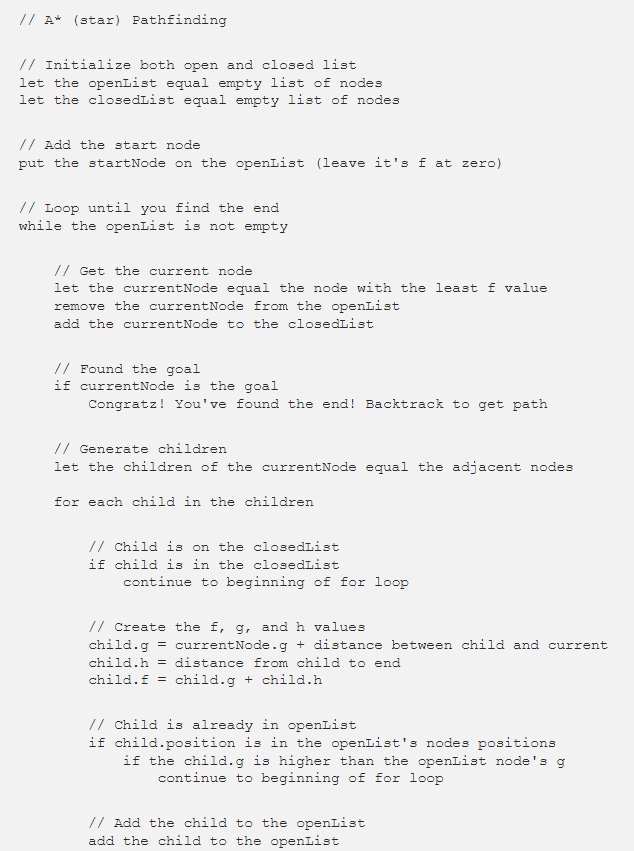 // A* (star) Pathfinding
// Initialize both open and closed list
let the openList equal empty list of nodes
let the closedList equal empty list of nodes
// Add the start node
put the startNode on the openList (leave it's f at zero)
// Loop until you find the end
while the openList is not empty
// Get the current node
let the currentNode equal the node with the least f value
remove the currentNode from the openList
add the currentNode to the closedList
// Found the goal
if currentNode is the goal
Congratz! You've found the end! Backtrack to get path
// Generate children
let the children of the currentNode equal the adjacent nodes
for each child in the children
// Child is on the closedList
if child is in the closedList
continue to beginning of for loop
// Create the f, g, and h values
child.g = currentNode.g + distance between child and current
child.h = distance from child to end
child.f = child.g + child.h
// Child is already in openList
if child.position is in the openList's nodes positions
if the child.g is higher than the openList node's g
continue to beginning of for loop
// Add the child to the openList
add the child to the openList